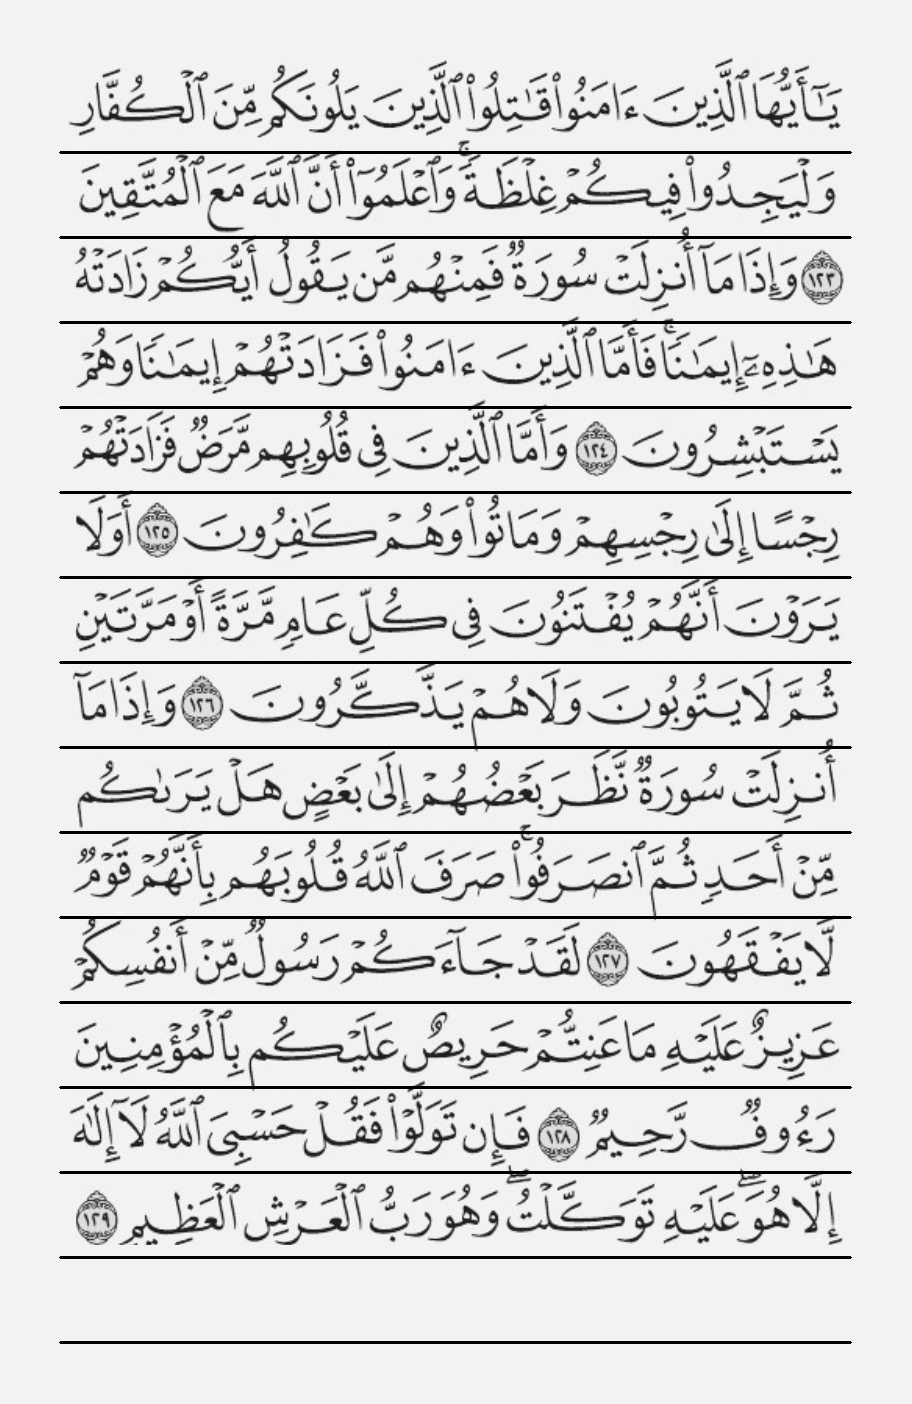 يَٰٓأَيُّهَا ٱلَّذِينَ ءَامَنُوا۟ قَٰتِلُوا۟ ٱلَّذِينَ يَلُونَكُم مِّنَ ٱلْكُفَّارِ
وَلْيَجِدُوا۟ فِيكُمْ غِلْظَةً ۚ وَٱعْلَمُوٓا۟ أَنَّ ٱللَّهَ مَعَ ٱلْمُتَّقِينَ
١٢٣ وَإِذَا مَآ أُنزِلَتْ سُورَةٌ فَمِنْهُم مَّن يَقُولُ أَيُّكُمْ زَادَتْهُ
هَٰذِهِۦٓ إِيمَٰنًا ۚ فَأَمَّا ٱلَّذِينَ ءَامَنُوا۟ فَزَادَتْهُمْ إِيمَٰنًا وَهُمْ
يَسْتَبْشِرُونَ ١٢٤ وَأَمَّا ٱلَّذِينَ فِى قُلُوبِهِم مَّرَضٌ فَزَادَتْهُمْ
رِجْسًا إِلَىٰ رِجْسِهِمْ وَمَاتُوا۟ وَهُمْ كَٰفِرُونَ ١٢٥ أَوَلَا
يَرَوْنَ أَنَّهُمْ يُفْتَنُونَ فِى كُلِّ عَامٍ مَّرَّةً أَوْ مَرَّتَيْنِ
ثُمَّ لَا يَتُوبُونَ وَلَا هُمْ يَذَّكَّرُونَ ١٢٦ وَإِذَا مَآ
أُنزِلَتْ سُورَةٌ نَّظَرَ بَعْضُهُمْ إِلَىٰ بَعْضٍ هَلْ يَرَىٰكُم
مِّنْ أَحَدٍ ثُمَّ ٱنصَرَفُوا۟ ۚ صَرَفَ ٱللَّهُ قُلُوبَهُم بِأَنَّهُمْ قَوْمٌ
لَّا يَفْقَهُونَ ١٢٧ لَقَدْ جَآءَكُمْ رَسُولٌ مِّنْ أَنفُسِكُمْ
عَزِيزٌ عَلَيْهِ مَا عَنِتُّمْ حَرِيصٌ عَلَيْكُم بِٱلْمُؤْمِنِينَ
رَءُوفٌ رَّحِيمٌ ١٢٨ فَإِن تَوَلَّوْا۟ فَقُلْ حَسْبِىَ ٱللَّهُ لَآ إِلَٰهَ
إِلَّا هُوَ ۖ عَلَيْهِ تَوَكَّلْتُ ۖ وَهُوَ رَبُّ ٱلْعَرْشِ ٱلْعَظِيمِ ١٢٩